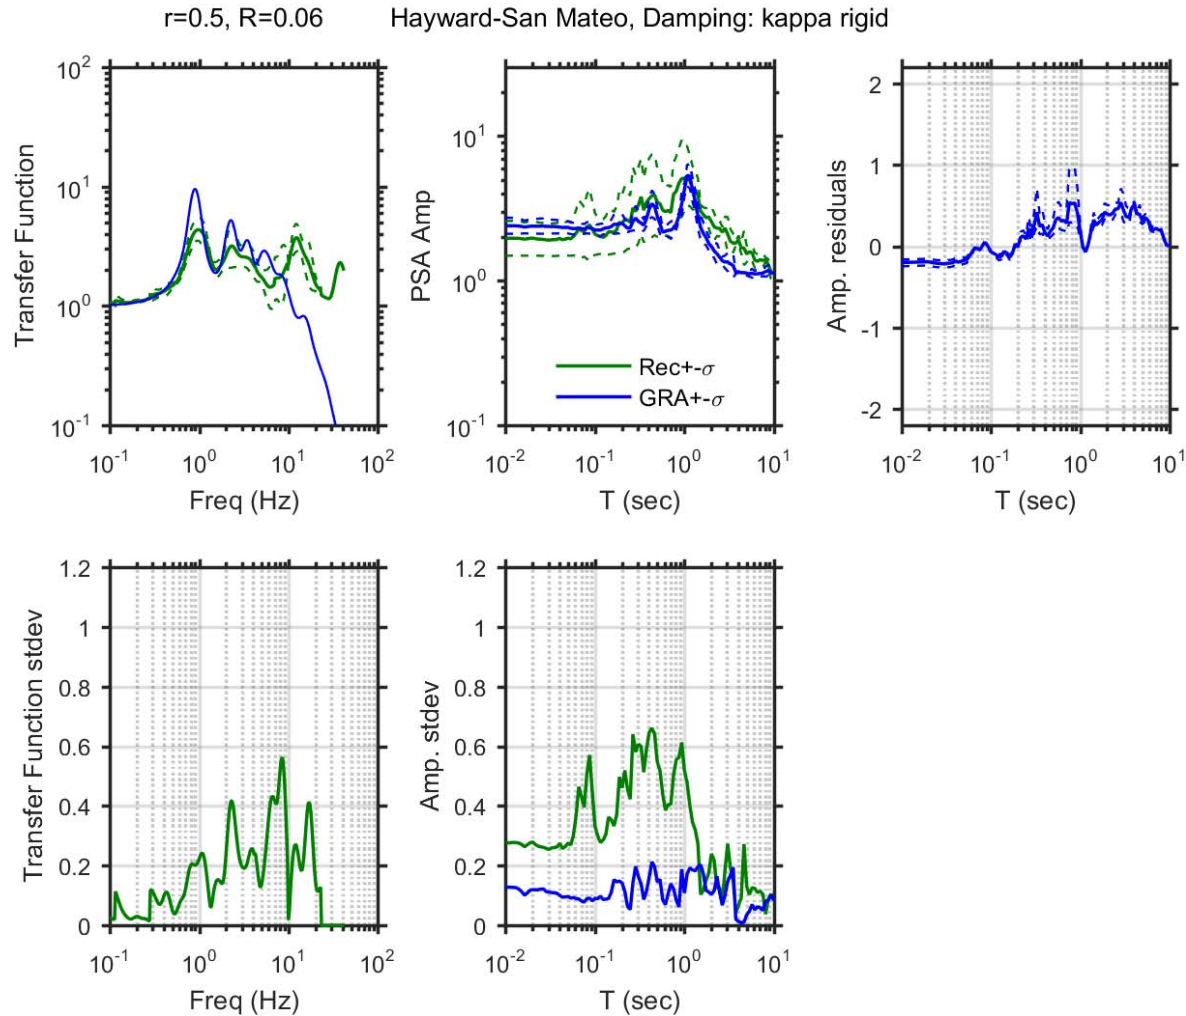 r=0.5, R=0.06 Hayward-San Mateo, Damping: kappa rigid
Transfer Function
10^2
10^1
10^0
10^-1
10^-1 10^0 10^1 10^2
Freq (Hz)
PSA Amp
10^1
10^0
10^-1
Rec+-σ
GRA+-σ
10^-2 10^-1 10^0 10^1
T (sec)
Amp. residuals
2
1
0
-1
-2
10^-2 10^-1 10^0 10^1
T (sec)
Transfer Function stdev
1.2
1
0.8
0.6
0.4
0.2
0
10^-1 10^0 10^1 10^2
Freq (Hz)
Amp. stdev
1.2
1
0.8
0.6
0.4
0.2
0
10^-2 10^-1 10^0 10^1
T (sec)